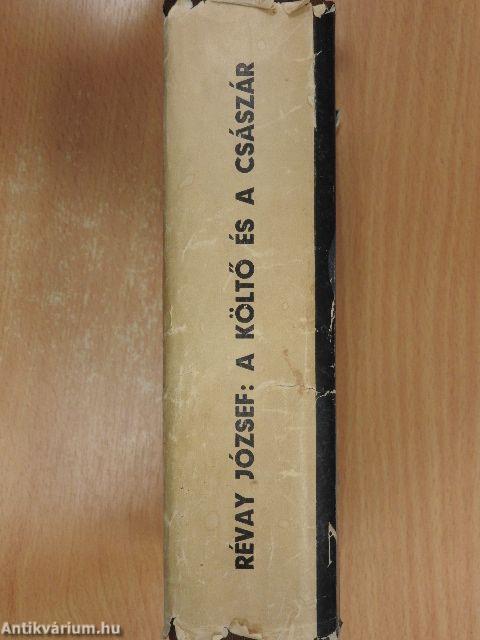 RÉVAY JÓZSEF: A KÖLTŐ ÉS A CSÁSZÁR
Antikvárium.hu